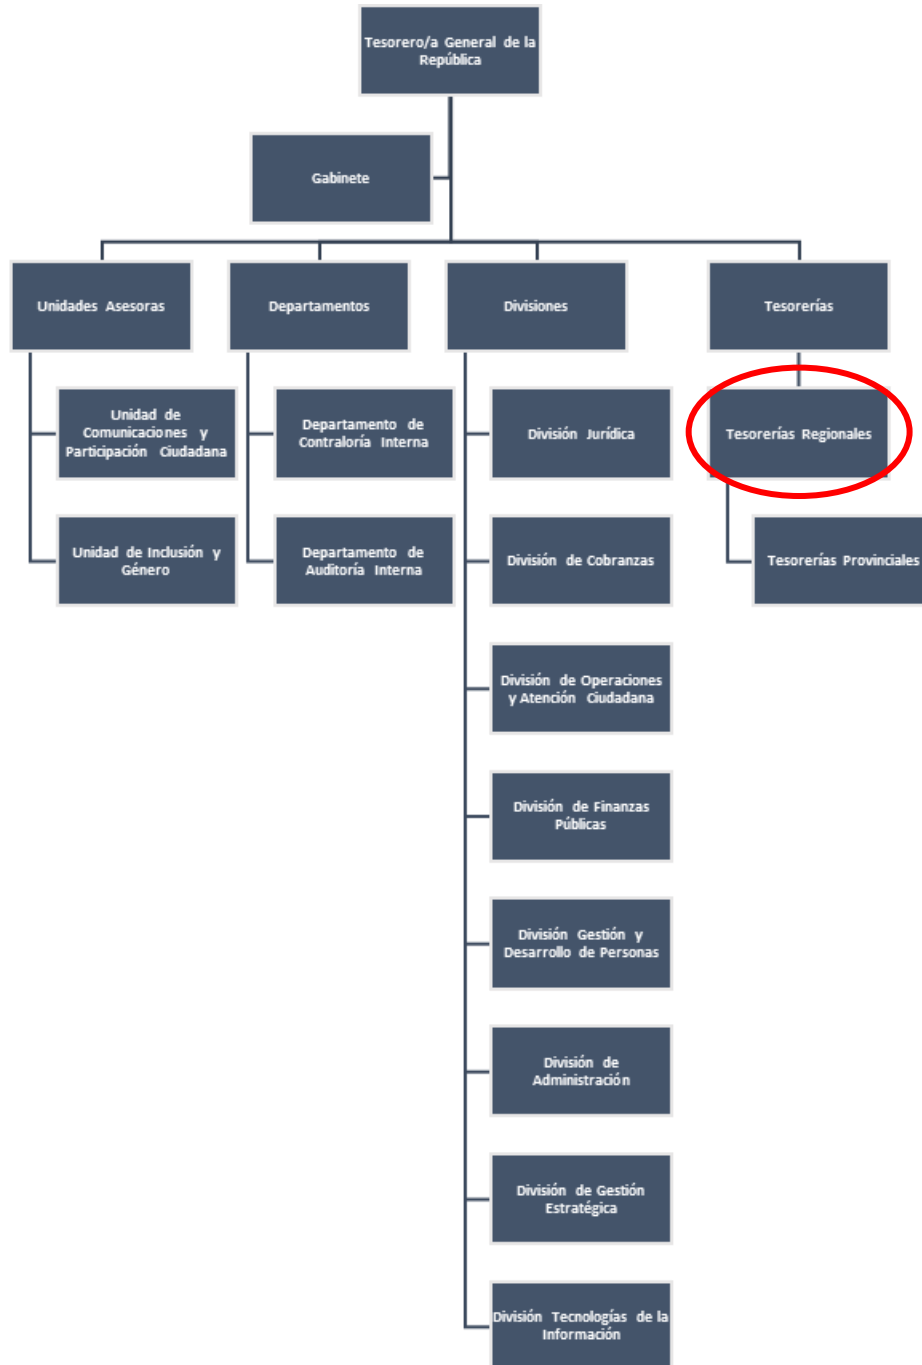 Tesorero/a General de la
República
Gabinete
Unidades Asesoras
Departamentos
Divisiones
Tesorerías
Unidad de
Comunicaciones y
Participación Ciudadana
Departamento de
Contraloría Interna
División Jurídica
Tesorerías Regionales
Unidad de Inclusión y
Género
Departamento de
Auditoría Interna
División de Cobranzas
Tesorerías Provinciales
División de Operaciones
y Atención Ciudadana
División de Finanzas
Públicas
División Gestión y
Desarrollo de Personas
División de
Administración
División de Gestión
Estratégica
División Tecnologías de la
Información